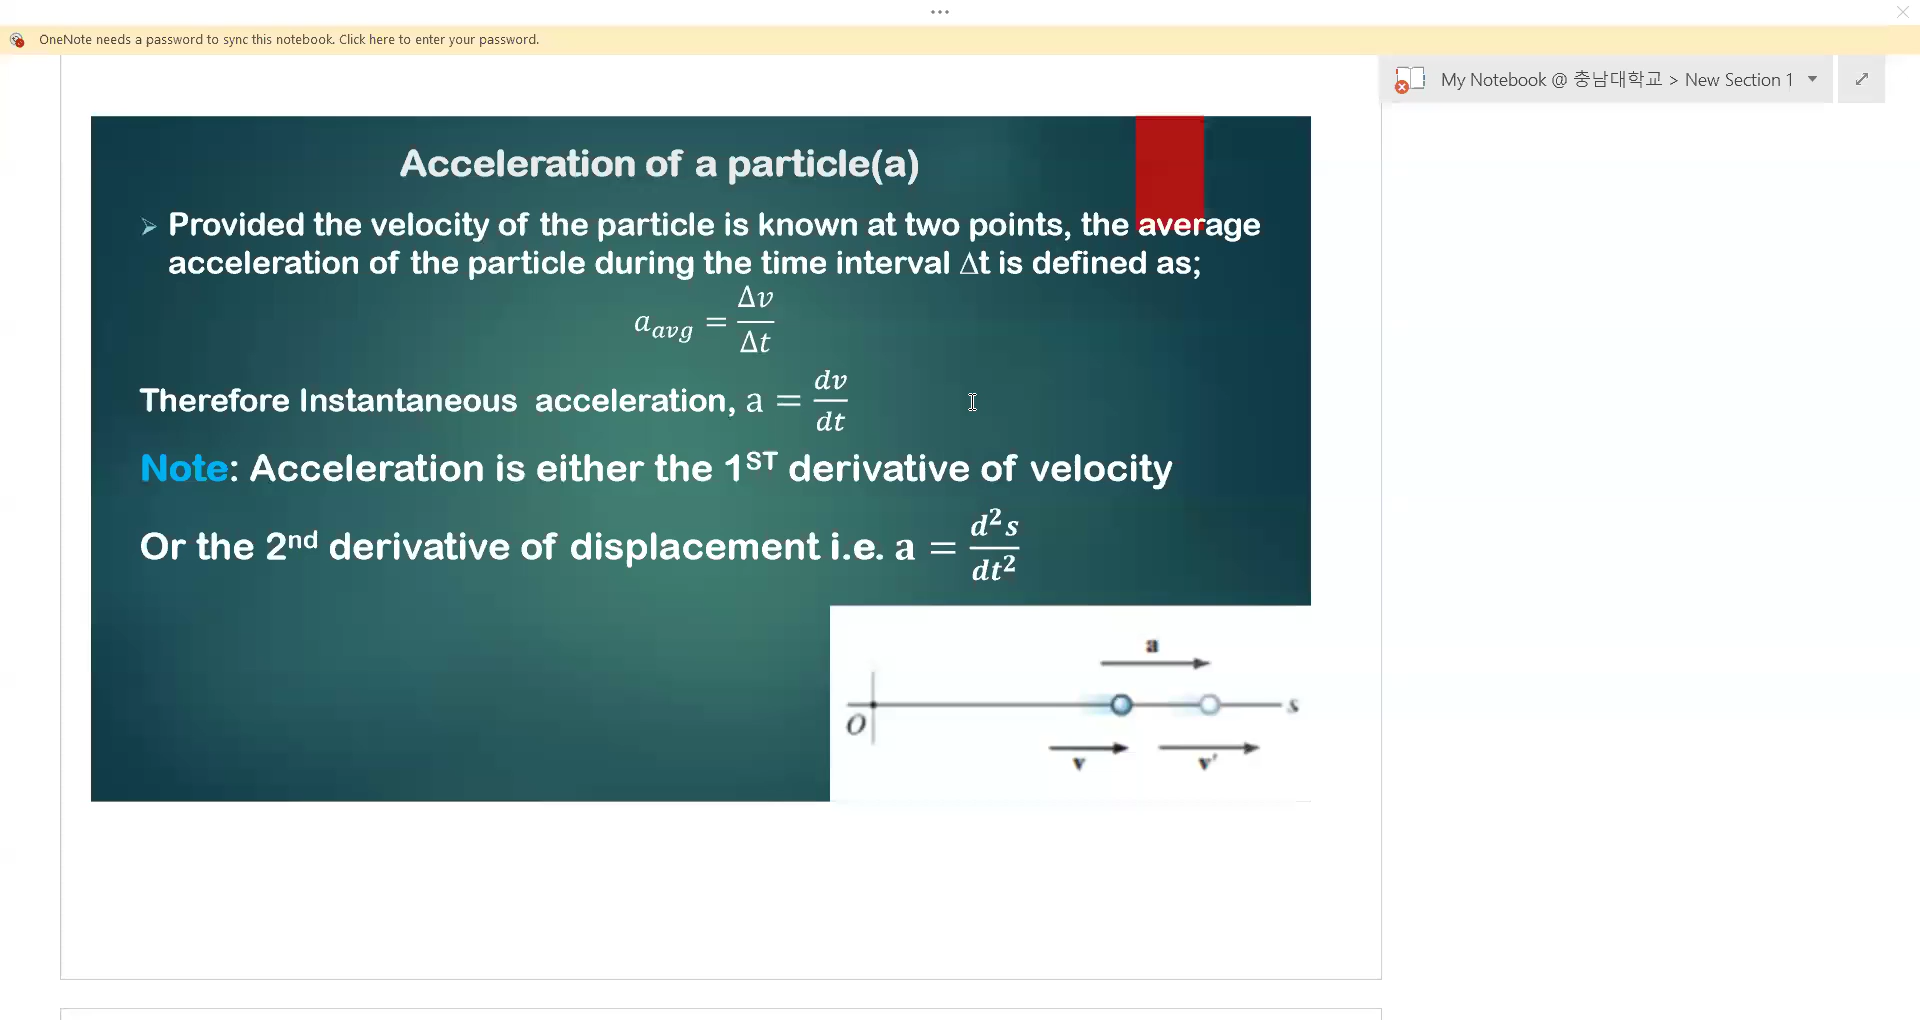 OneNote needs a password to sync this notebook. Click here to enter your password.
My Notebook @ 충남대학교 > New Section 1
Acceleration of a particle(a)
➢ Provided the velocity of the particle is known at two points, the average
acceleration of the particle during the time interval Δt is defined as;
a_avg = Δv/Δt
Therefore Instantaneous acceleration, a = dv/dt
Note: Acceleration is either the 1ST derivative of velocity
Or the 2nd derivative of displacement i.e. a = d²s/dt²
a
O
s
v
v'